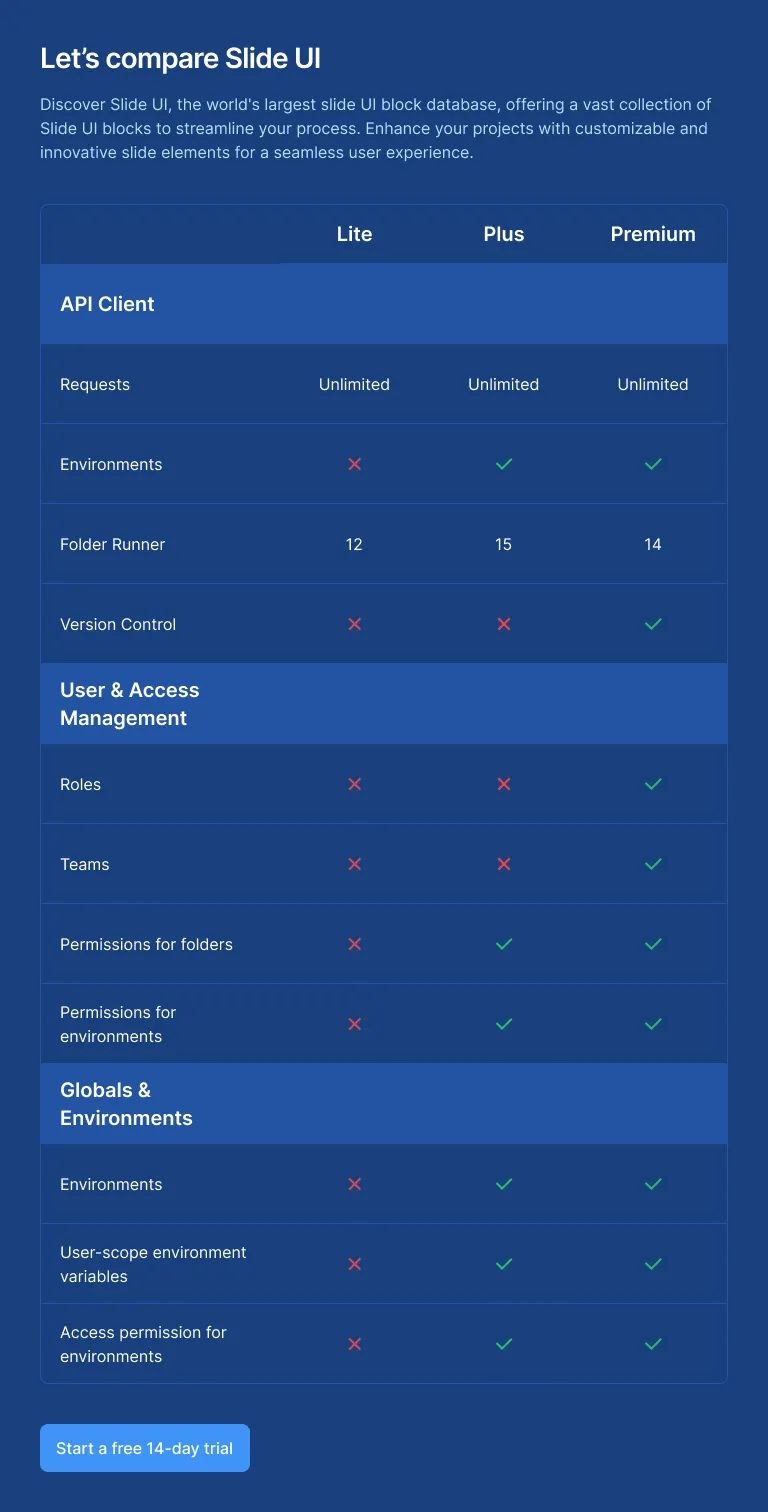 Let’s compare Slide UI
Discover Slide UI, the world's largest slide UI block database, offering a vast collection of
Slide UI blocks to streamline your process. Enhance your projects with customizable and
innovative slide elements for a seamless user experience.
Lite Plus Premium
API Client
Requests Unlimited Unlimited Unlimited
Environments
Folder Runner 12 15 14
Version Control
User & Access
Management
Roles
Teams
Permissions for folders
Permissions for
environments
Globals &
Environments
Environments
User-scope environment
variables
Access permission for
environments
Start a free 14-day trial